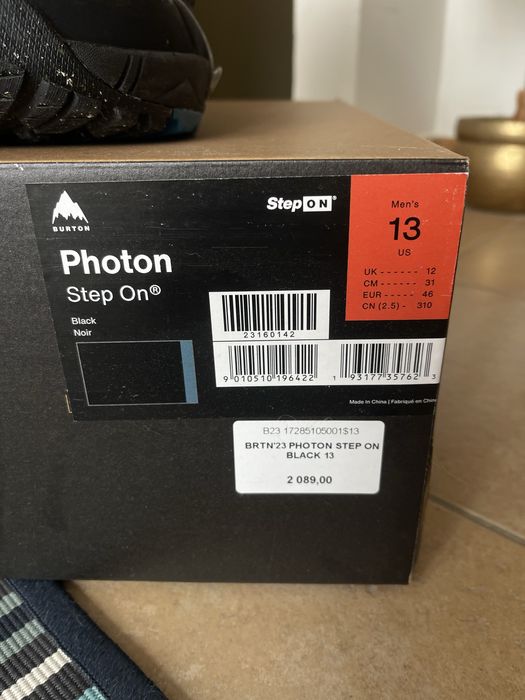 BURTON
StepON®
Photon
Step On®
Black
Noir
Men's
13
US
UK ------ 12
CM ------ 31
EUR ----- 46
CN (2.5) - 310
23160142
9 010510 196422
1 93177 35762 3
Made in China | Fabriqué en Chin
B23 17285105001$13
BRTN'23 PHOTON STEP ON
BLACK 13
2 089,00